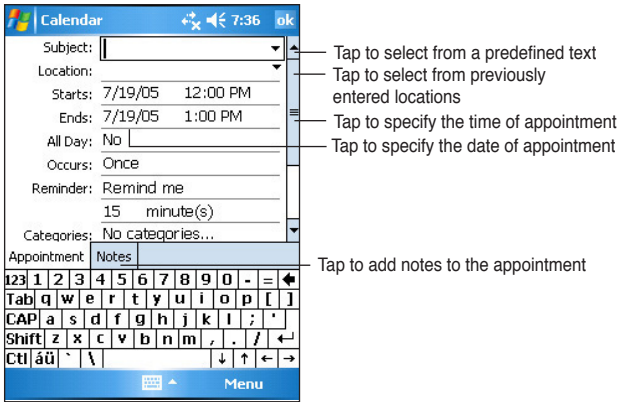 Calendar 7:36 ok
Subject:
Location:
Starts: 7/19/05 12:00 PM
Ends: 7/19/05 1:00 PM
All Day: No
Occurs: Once
Reminder: Remind me
15 minute(s)
Categories: No categories...
Appointment Notes
123 1 2 3 4 5 6 7 8 9 0 - =
Tab q w e r t y u i o p [ ]
CAP a s d f g h j k l ; '
Shift z x c v b n m , . /
Ctl áü ` \ ↓ ↑ ← →
Menu
Tap to select from a predefined text
Tap to select from previously
entered locations
Tap to specify the time of appointment
Tap to specify the date of appointment
Tap to add notes to the appointment